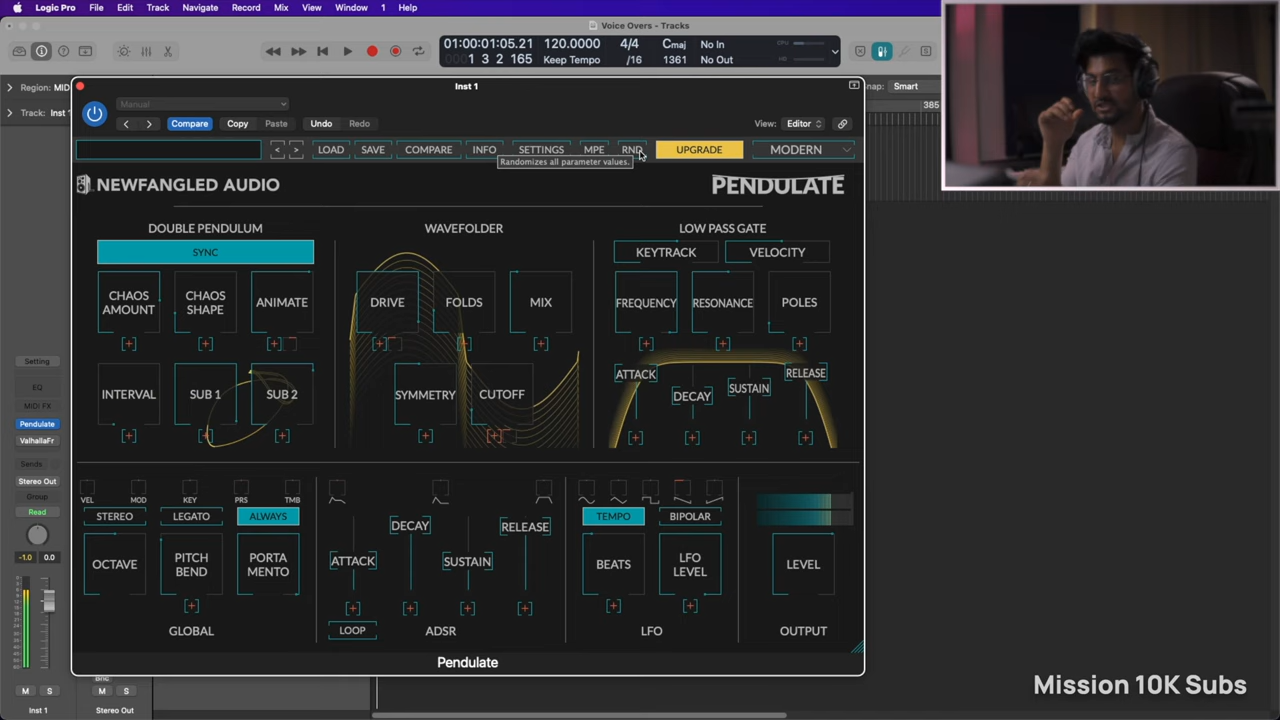 Logic Pro File Edit Track Navigate Record Mix View Window 1 Help
Voice Overs - Tracks
01:00:01:05.21 120.0000 4/4 Cmaj No In
1 3 2 165 Keep Tempo /16 1361 No Out
CPU
HD
Region: MID
Track: Inst 1
Snap: Smart
385
Inst 1
Manual
Compare Copy Paste Undo Redo View: Editor
< > LOAD SAVE COMPARE INFO SETTINGS MPE RND UPGRADE MODERN
Randomizes all parameter values.
NEWFANGLED AUDIO PENDULATE
DOUBLE PENDULUM WAVEFOLDER LOW PASS GATE
SYNC KEYTRACK VELOCITY
CHAOS AMOUNT CHAOS SHAPE ANIMATE DRIVE FOLDS MIX FREQUENCY RESONANCE POLES
INTERVAL SUB 1 SUB 2 SYMMETRY CUTOFF ATTACK DECAY SUSTAIN RELEASE
VEL MOD KEY PRS TMB
STEREO LEGATO ALWAYS DECAY RELEASE TEMPO BIPOLAR
OCTAVE PITCH BEND PORTA MENTO ATTACK SUSTAIN BEATS LFO LEVEL LEVEL
GLOBAL LOOP ADSR LFO OUTPUT
Pendulate
Setting
EQ
MIDI FX
Pendulate
ValhallaFr
Sends
Stereo Out
Group
Read
-1.0 0.0
M S M S
Inst 1 Stereo Out
Mission 10K Subs